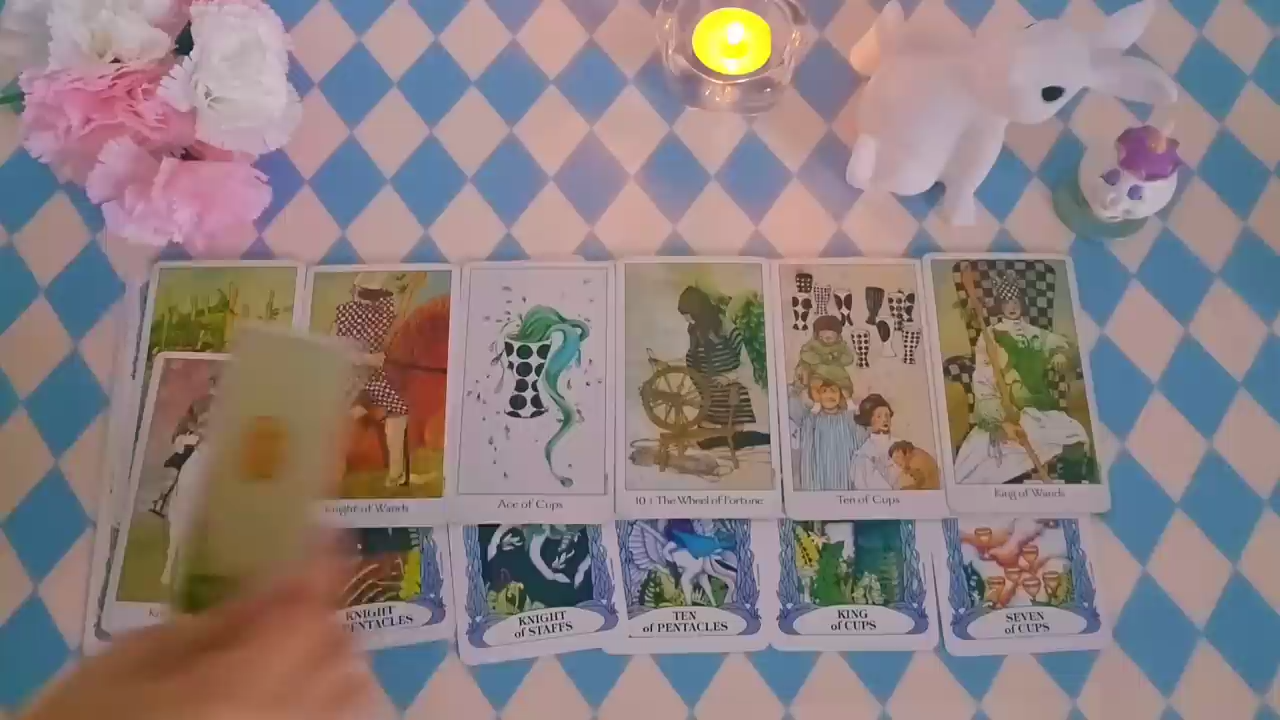 Knight of Wands
Ace of Cups
10 : The Wheel of Fortune
Ten of Cups
King of Wands
KNIGHT
PENTACLES
KNIGHT
of STAFFS
TEN
of PENTACLES
KING
of CUPS
SEVEN
of CUPS